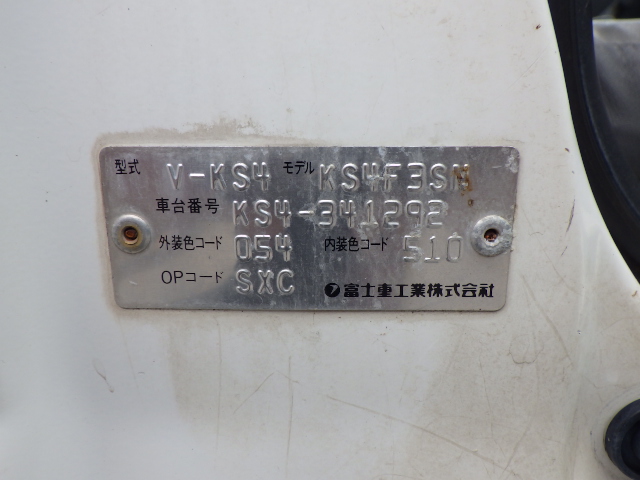 型式 V-KS4 モデル KS4F3SN
車台番号 KS4-341292
外装色コード 054 内装色コード 510
OPコード SXC 富士重工業株式会社